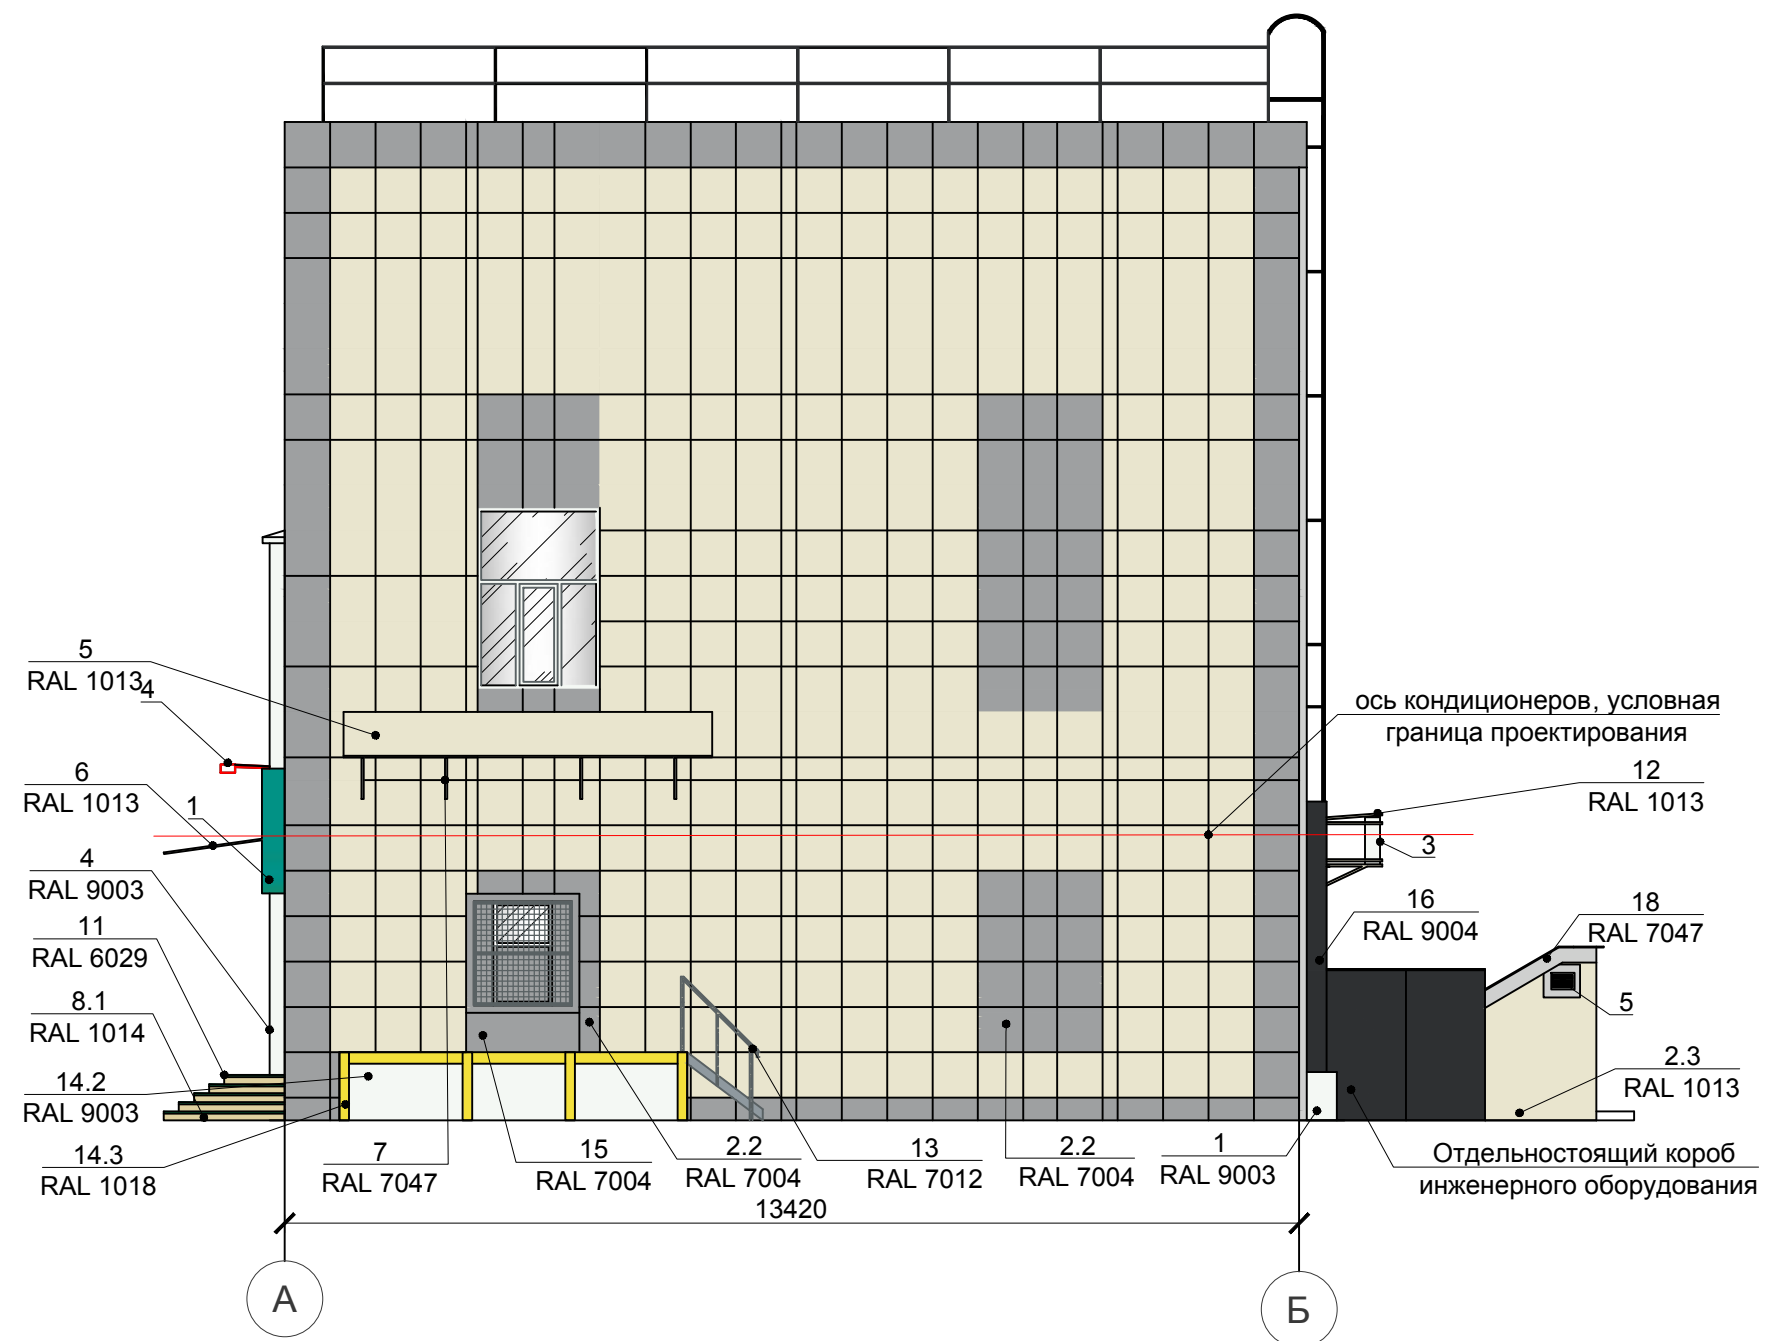 5
RAL 1013
4
6
RAL 1013
1
4
RAL 9003
11
RAL 6029
8.1
RAL 1014
14.2
RAL 9003
14.3
RAL 1018
ось кондиционеров, условная
граница проектирования
12
RAL 1013
3
16
RAL 9004
18
RAL 7047
5
2.3
RAL 1013
Отдельностоящий короб
инженерного оборудования
7
RAL 7047
15
RAL 7004
2.2
RAL 7004
13
RAL 7012
2.2
RAL 7004
1
RAL 9003
13420
А
Б